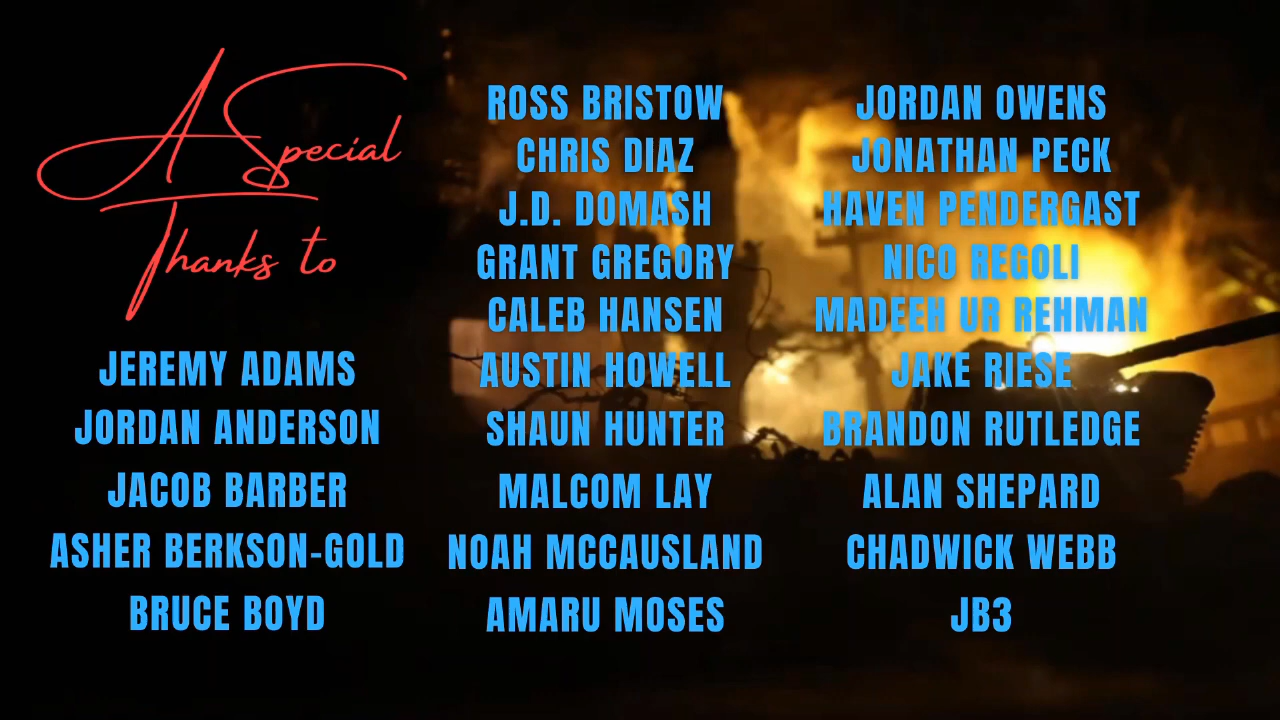 A Special
Thanks to
JEREMY ADAMS
JORDAN ANDERSON
JACOB BARBER
ASHER BERKSON-GOLD
BRUCE BOYD
ROSS BRISTOW
CHRIS DIAZ
J.D. DOMASH
GRANT GREGORY
CALEB HANSEN
AUSTIN HOWELL
SHAUN HUNTER
MALCOM LAY
NOAH MCCAUSLAND
AMARU MOSES
JORDAN OWENS
JONATHAN PECK
HAVEN PENDERGAST
NICO REGOLI
MADEEH UR REHMAN
JAKE RIESE
BRANDON RUTLEDGE
ALAN SHEPARD
CHADWICK WEBB
JB3